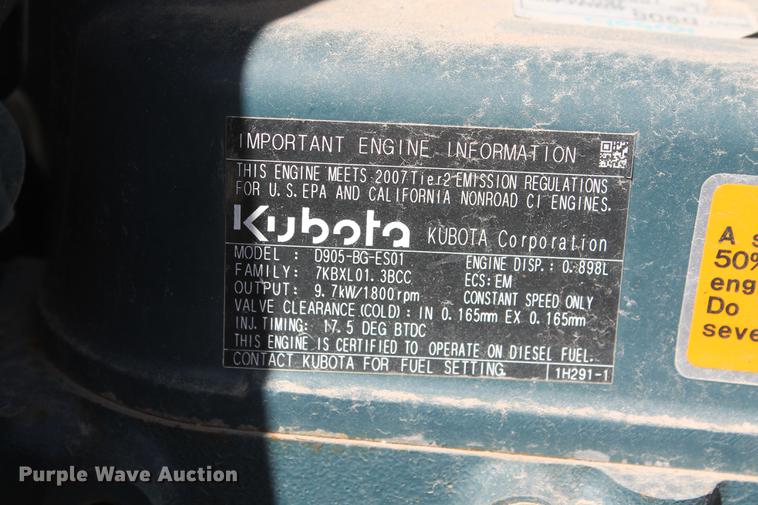 D905
IMPORTANT ENGINE INFORMATION
THIS ENGINE MEETS 2007 Tier2 EMISSION REGULATIONS
FOR U.S. EPA AND CALIFORNIA NONROAD CI ENGINES.
Kubota KUBOTA Corporation
MODEL : D905-BG-ES01 ENGINE DISP.: 0.898L
FAMILY: 7KBXL01.3BCC ECS: EM
OUTPUT: 9.7kW/1800rpm CONSTANT SPEED ONLY
VALVE CLEARANCE (COLD): IN 0.165mm EX 0.165mm
INJ. TIMING: 17.5 DEG BTDC
THIS ENGINE IS CERTIFIED TO OPERATE ON DIESEL FUEL.
CONTACT KUBOTA FOR FUEL SETTING. 1H291-1
A s
50%
eng
Do
seve
Purple Wave Auction